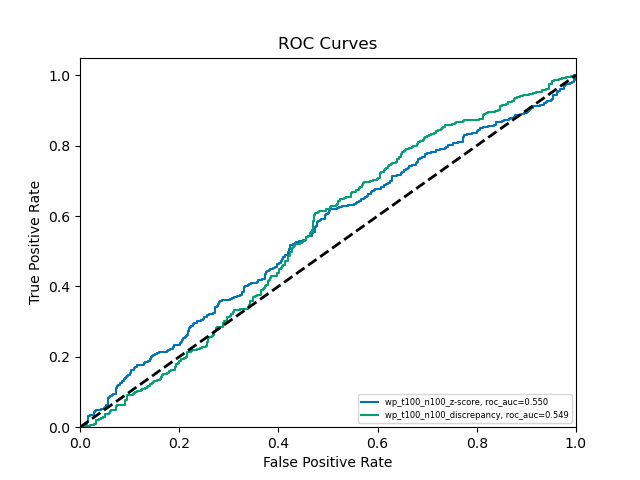 ROC Curves
True Positive Rate
1.0
0.8
0.6
0.4
0.2
0.0
wp_t100_n100_z-score, roc_auc=0.550
wp_t100_n100_discrepancy, roc_auc=0.549
0.0 0.2 0.4 0.6 0.8 1.0
False Positive Rate